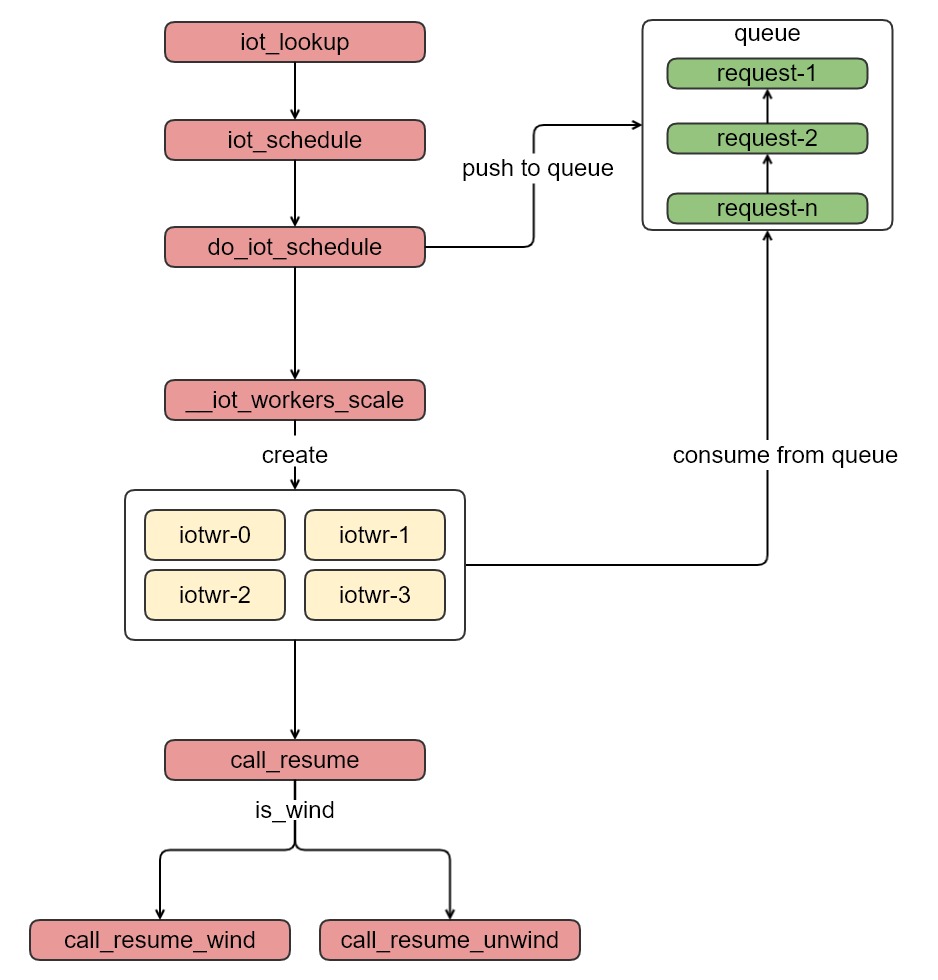 iot_lookup
iot_schedule
do_iot_schedule
push to queue
queue
request-1
request-2
request-n
__iot_workers_scale
create
iotwr-0
iotwr-1
iotwr-2
iotwr-3
consume from queue
call_resume
is_wind
call_resume_wind
call_resume_unwind